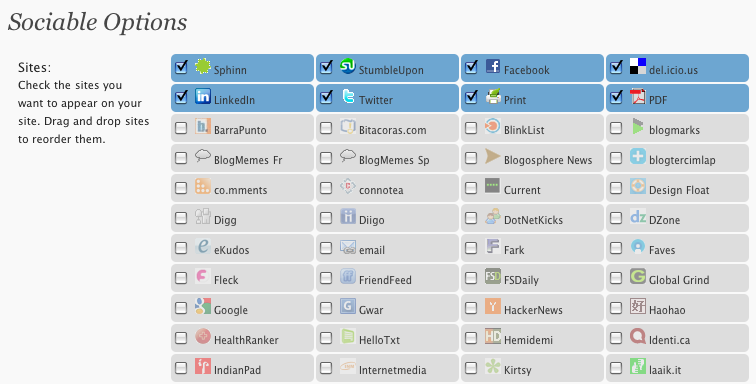 Sociable Options
Sites:
Check the sites you
want to appear on your
site. Drag and drop sites
to reorder them.
Sphinn StumbleUpon Facebook del.icio.us
LinkedIn Twitter Print PDF
BarraPunto Bitacoras.com BlinkList blogmarks
BlogMemes Fr BlogMemes Sp Blogosphere News blogtercimlap
co.mments connotea Current Design Float
Digg Diigo DotNetKicks DZone
eKudos email Fark Faves
Fleck FriendFeed FSDaily Global Grind
Google Gwar HackerNews Haohao
HealthRanker HelloTxt Hemidemi Identi.ca
IndianPad Internetmedia Kirtsy laaik.it